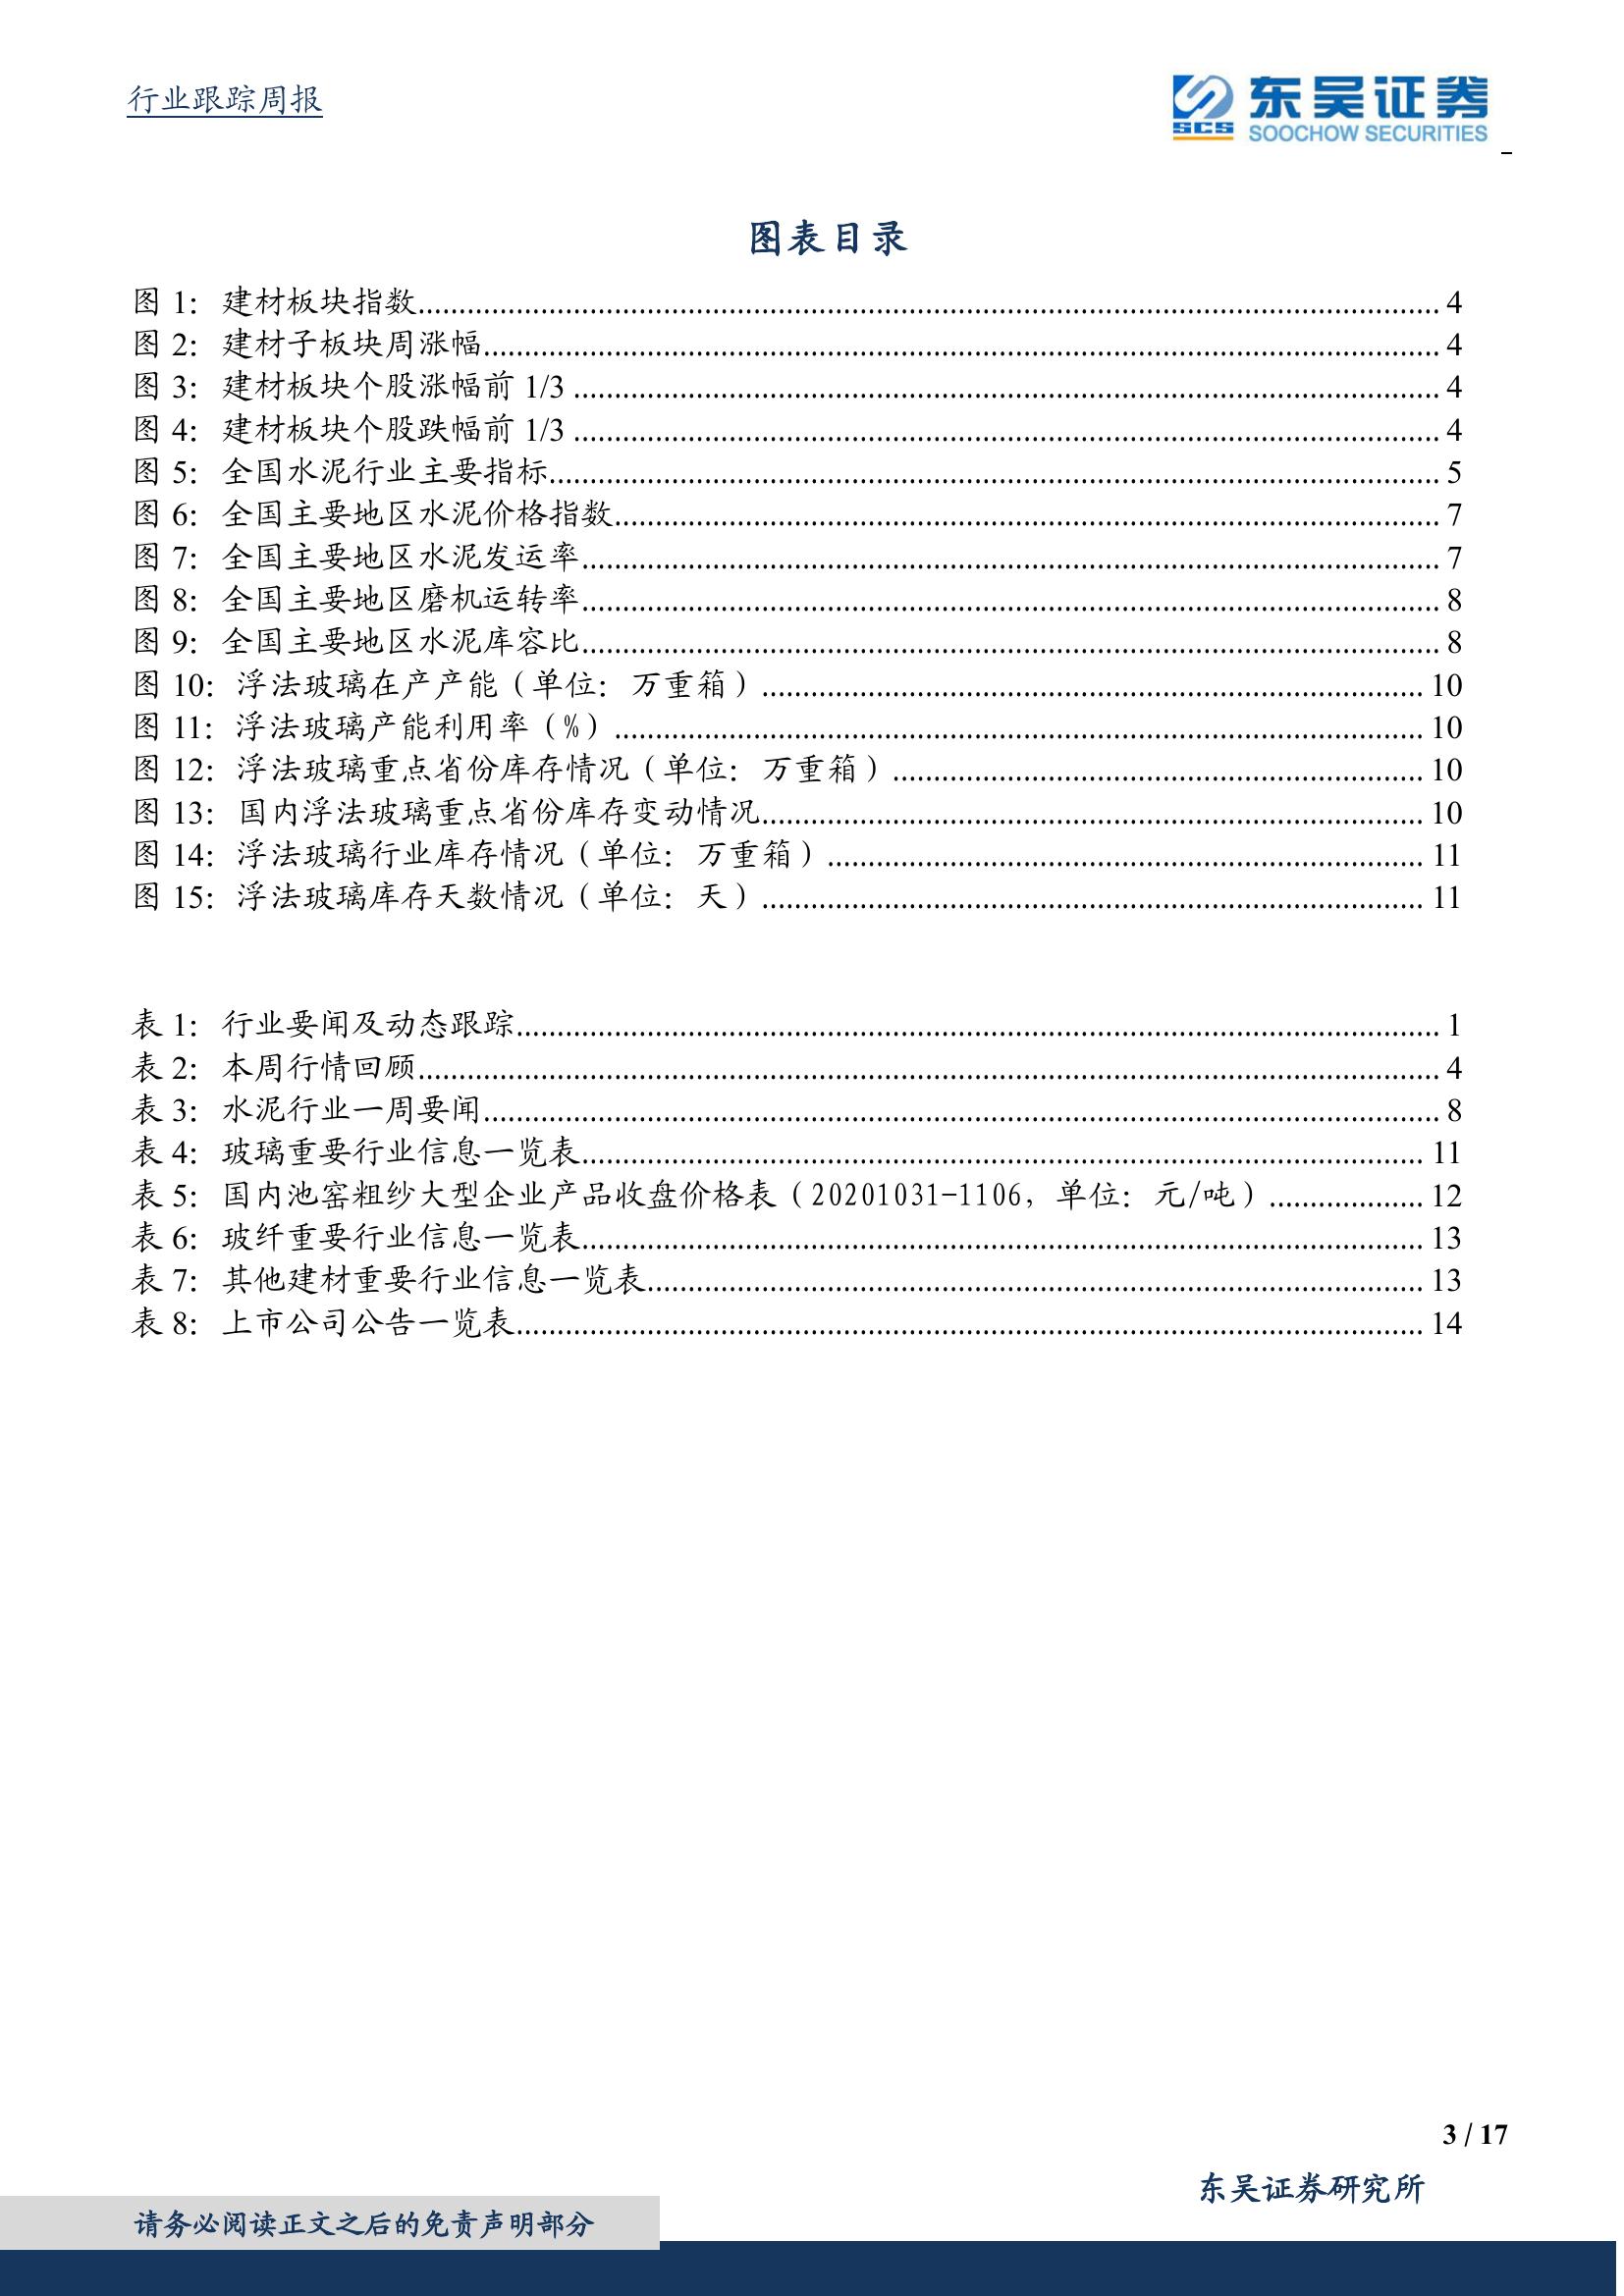 行业跟踪周报
SCS 东吴证券
SOOCHOW SECURITIES
图表目录
图 1：建材板块指数 4
图 2：建材子板块周涨幅 4
图 3：建材板块个股涨幅前 1/3 4
图 4：建材板块个股跌幅前 1/3 4
图 5：全国水泥行业主要指标 5
图 6：全国主要地区水泥价格指数 7
图 7：全国主要地区水泥发运率 7
图 8：全国主要地区磨机运转率 8
图 9：全国主要地区水泥库容比 8
图 10：浮法玻璃在产产能（单位：万重箱） 10
图 11：浮法玻璃产能利用率（%） 10
图 12：浮法玻璃重点省份库存情况（单位：万重箱） 10
图 13：国内浮法玻璃重点省份库存变动情况 10
图 14：浮法玻璃行业库存情况（单位：万重箱） 11
图 15：浮法玻璃库存天数情况（单位：天） 11
表 1：行业要闻及动态跟踪 1
表 2：本周行情回顾 4
表 3：水泥行业一周要闻 8
表 4：玻璃重要行业信息一览表 11
表 5：国内池窑粗纱大型企业产品收盘价格表（20201031-1106，单位：元/吨） 12
表 6：玻纤重要行业信息一览表 13
表 7：其他建材重要行业信息一览表 13
表 8：上市公司公告一览表 14
3 / 17
东吴证券研究所
请务必阅读正文之后的免责声明部分